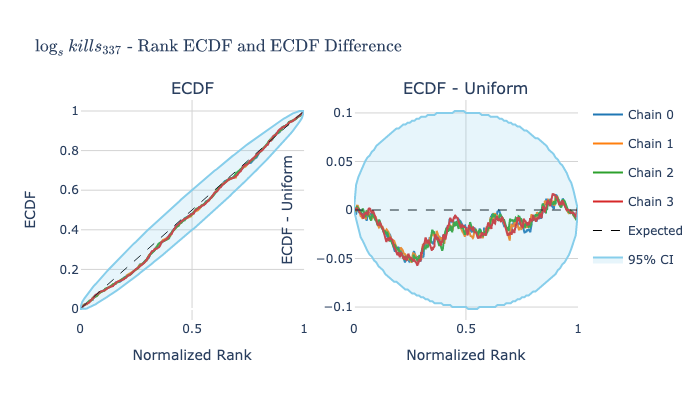 log_s kills_337 - Rank ECDF and ECDF Difference
ECDF
ECDF - Uniform
1
0.8
0.6
0.4
0.2
0
ECDF
0
0.5
1
Normalized Rank
0.1
0.05
0
−0.05
−0.1
ECDF - Uniform
0
0.5
1
Normalized Rank
Chain 0
Chain 1
Chain 2
Chain 3
Expected
95% CI